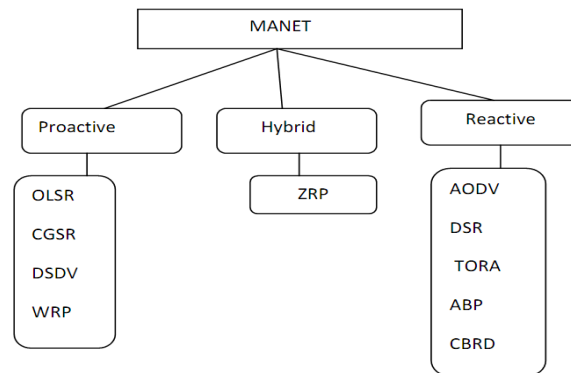 MANET
Proactive
Hybrid
Reactive
OLSR
CGSR
DSDV
WRP
ZRP
AODV
DSR
TORA
ABP
CBRD